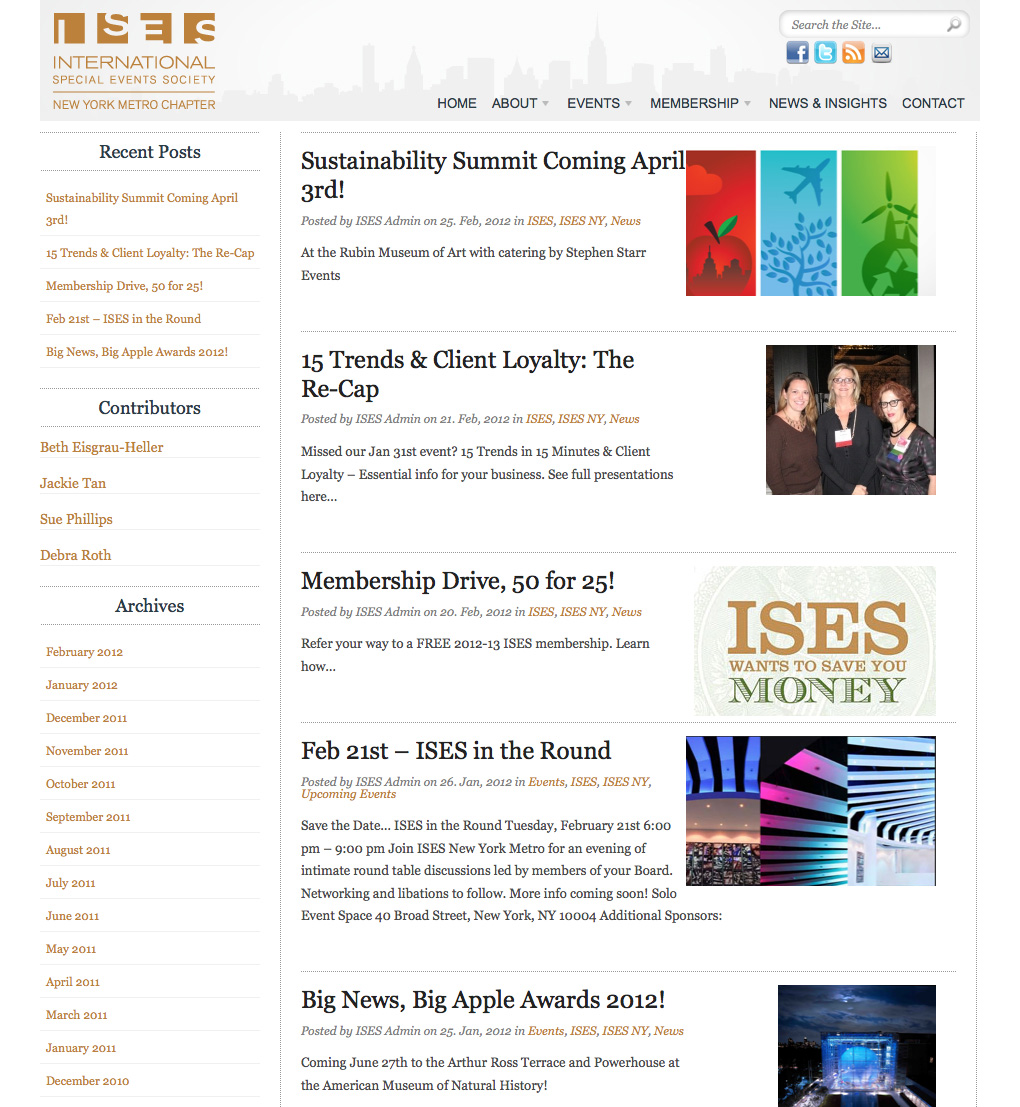 ISES
INTERNATIONAL
SPECIAL EVENTS SOCIETY
NEW YORK METRO CHAPTER
Search the Site...
HOME ABOUT EVENTS MEMBERSHIP NEWS & INSIGHTS CONTACT
Recent Posts
Sustainability Summit Coming April
3rd!
15 Trends & Client Loyalty: The Re-Cap
Membership Drive, 50 for 25!
Feb 21st – ISES in the Round
Big News, Big Apple Awards 2012!
Contributors
Beth Eisgrau-Heller
Jackie Tan
Sue Phillips
Debra Roth
Archives
February 2012
January 2012
December 2011
November 2011
October 2011
September 2011
August 2011
July 2011
June 2011
May 2011
April 2011
March 2011
January 2011
December 2010
Sustainability Summit Coming April
3rd!
Posted by ISES Admin on 25. Feb, 2012 in ISES, ISES NY, News
At the Rubin Museum of Art with catering by Stephen Starr
Events
15 Trends & Client Loyalty: The
Re-Cap
Posted by ISES Admin on 21. Feb, 2012 in ISES, ISES NY, News
Missed our Jan 31st event? 15 Trends in 15 Minutes & Client
Loyalty – Essential info for your business. See full presentations
here...
Membership Drive, 50 for 25!
Posted by ISES Admin on 20. Feb, 2012 in ISES, ISES NY, News
Refer your way to a FREE 2012-13 ISES membership. Learn
how...
ISES
WANTS TO SAVE YOU
MONEY
Feb 21st – ISES in the Round
Posted by ISES Admin on 26. Jan, 2012 in Events, ISES, ISES NY,
Upcoming Events
Save the Date... ISES in the Round Tuesday, February 21st 6:00
pm – 9:00 pm Join ISES New York Metro for an evening of
intimate round table discussions led by members of your Board.
Networking and libations to follow. More info coming soon! Solo
Event Space 40 Broad Street, New York, NY 10004 Additional Sponsors:
Big News, Big Apple Awards 2012!
Posted by ISES Admin on 25. Jan, 2012 in Events, ISES, ISES NY, News
Coming June 27th to the Arthur Ross Terrace and Powerhouse at
the American Museum of Natural History!